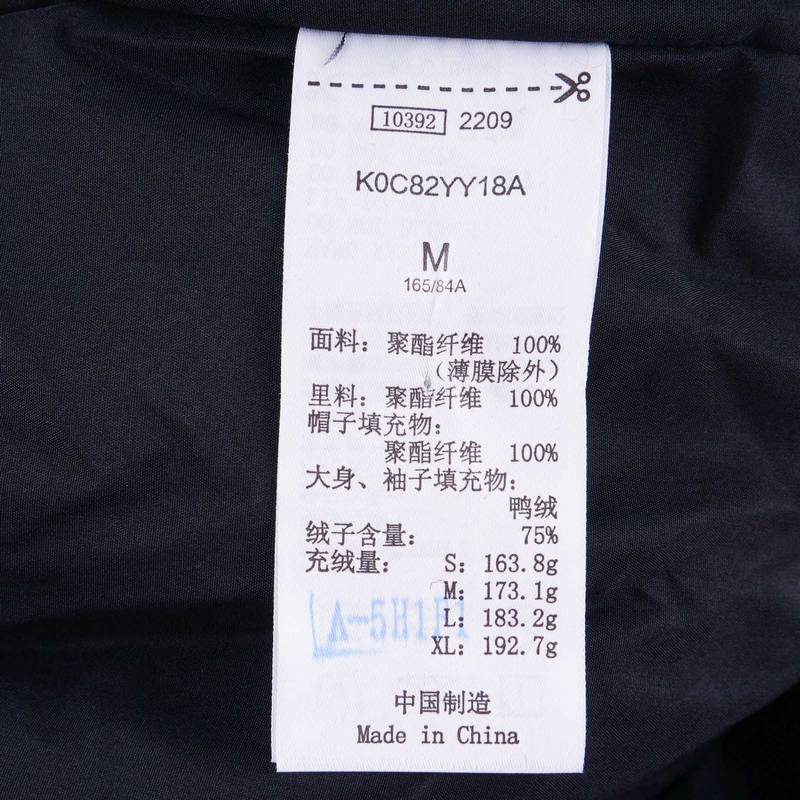 10392 2209
K0C82YY18A
M
165/84A
面料：聚酯纤维 100%
（薄膜除外）
里料：聚酯纤维 100%
帽子填充物：
聚酯纤维 100%
大身、袖子填充物：
鸭绒
绒子含量： 75%
充绒量： S：163.8g
M：173.1g
L：183.2g
XL：192.7g
A-5H1F1
中国制造
Made in China